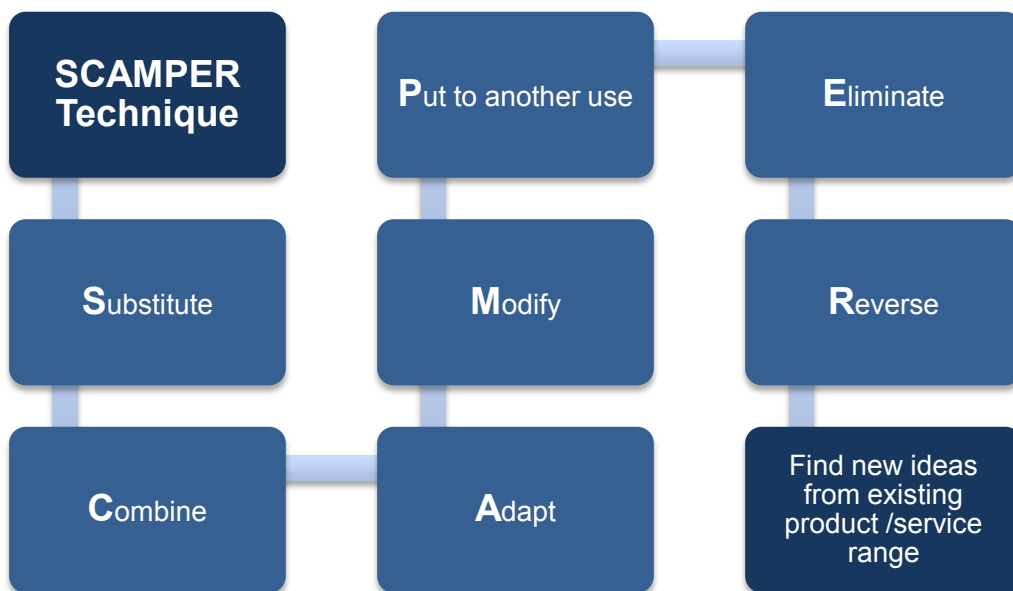 SCAMPER
Technique
Substitute
Combine
Adapt
Modify
Put to another use
Eliminate
Reverse
Find new ideas
from existing
product /service
range